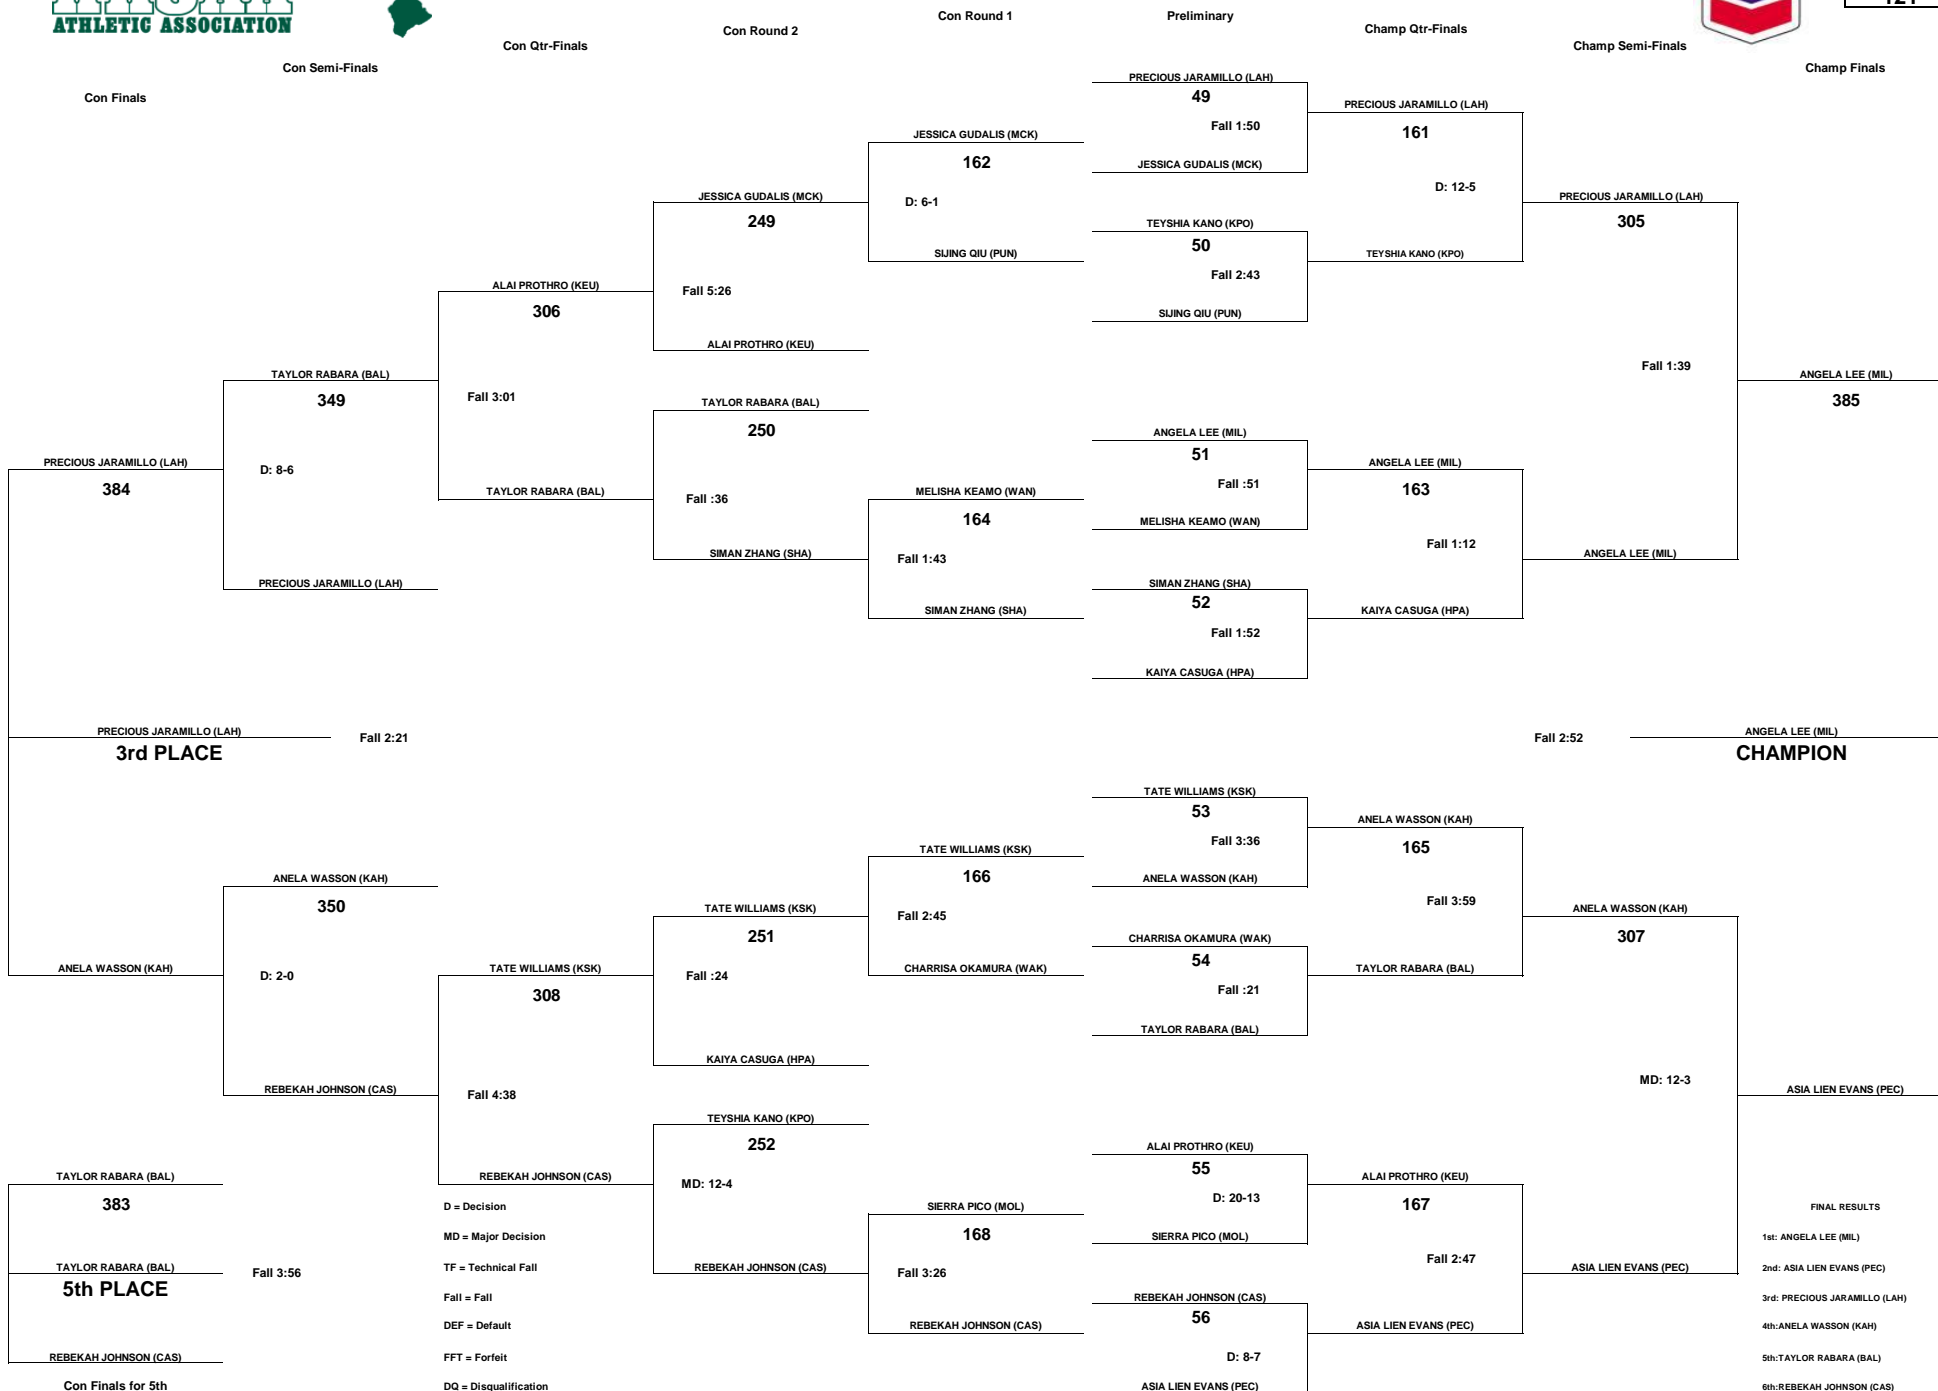 ATHLETIC ASSOCIATION
Con Round 1
Preliminary
Con Round 2
Champ Qtr-Finals
Con Qtr-Finals
Champ Semi-Finals
Con Semi-Finals
Champ Finals
Con Finals
PRECIOUS JARAMILLO (LAH)
49
PRECIOUS JARAMILLO (LAH)
Fall 1:50
161
JESSICA GUDALIS (MCK)
162
JESSICA GUDALIS (MCK)
D: 12-5
JESSICA GUDALIS (MCK)
D: 6-1
PRECIOUS JARAMILLO (LAH)
249
TEYSHIA KANO (KPO)
305
50
SIJING QIU (PUN)
TEYSHIA KANO (KPO)
Fall 2:43
ALAI PROTHRO (KEU)
Fall 5:26
306
SIJING QIU (PUN)
ALAI PROTHRO (KEU)
Fall 1:39
TAYLOR RABARA (BAL)
ANGELA LEE (MIL)
349
Fall 3:01
TAYLOR RABARA (BAL)
385
250
ANGELA LEE (MIL)
51
PRECIOUS JARAMILLO (LAH)
D: 8-6
ANGELA LEE (MIL)
384
Fall :51
163
TAYLOR RABARA (BAL)
Fall :36
MELISHA KEAMO (WAN)
164
MELISHA KEAMO (WAN)
Fall 1:12
SIMAN ZHANG (SHA)
Fall 1:43
ANGELA LEE (MIL)
PRECIOUS JARAMILLO (LAH)
SIMAN ZHANG (SHA)
52
SIMAN ZHANG (SHA)
KAIYA CASUGA (HPA)
Fall 1:52
KAIYA CASUGA (HPA)
PRECIOUS JARAMILLO (LAH)
Fall 2:21
Fall 2:52
ANGELA LEE (MIL)
3rd PLACE
CHAMPION
TATE WILLIAMS (KSK)
53
ANELA WASSON (KAH)
Fall 3:36
165
TATE WILLIAMS (KSK)
166
ANELA WASSON (KAH)
ANELA WASSON (KAH)
350
Fall 3:59
TATE WILLIAMS (KSK)
Fall 2:45
ANELA WASSON (KAH)
251
CHARRISA OKAMURA (WAK)
307
54
ANELA WASSON (KAH)
D: 2-0
TATE WILLIAMS (KSK)
Fall :24
CHARRISA OKAMURA (WAK)
TAYLOR RABARA (BAL)
308
Fall :21
TAYLOR RABARA (BAL)
KAIYA CASUGA (HPA)
MD: 12-3
REBEKAH JOHNSON (CAS)
Fall 4:38
ASIA LIEN EVANS (PEC)
TEYSHIA KANO (KPO)
252
ALAI PROTHRO (KEU)
55
TAYLOR RABARA (BAL)
REBEKAH JOHNSON (CAS)
MD: 12-4
ALAI PROTHRO (KEU)
383
D: 20-13
167
D = Decision
SIERRA PICO (MOL)
FINAL RESULTS
MD = Major Decision
168
SIERRA PICO (MOL)
1st: ANGELA LEE (MIL)
Fall 2:47
TAYLOR RABARA (BAL)
Fall 3:56
TF = Technical Fall
REBEKAH JOHNSON (CAS)
Fall 3:26
ASIA LIEN EVANS (PEC)
2nd: ASIA LIEN EVANS (PEC)
5th PLACE
Fall = Fall
REBEKAH JOHNSON (CAS)
3rd: PRECIOUS JARAMILLO (LAH)
56
DEF = Default
REBEKAH JOHNSON (CAS)
ASIA LIEN EVANS (PEC)
4th:ANELA WASSON (KAH)
REBEKAH JOHNSON (CAS)
FFT = Forfeit
D: 8-7
5th:TAYLOR RABARA (BAL)
Con Finals for 5th
DQ = Disqualification
ASIA LIEN EVANS (PEC)
6th:REBEKAH JOHNSON (CAS)